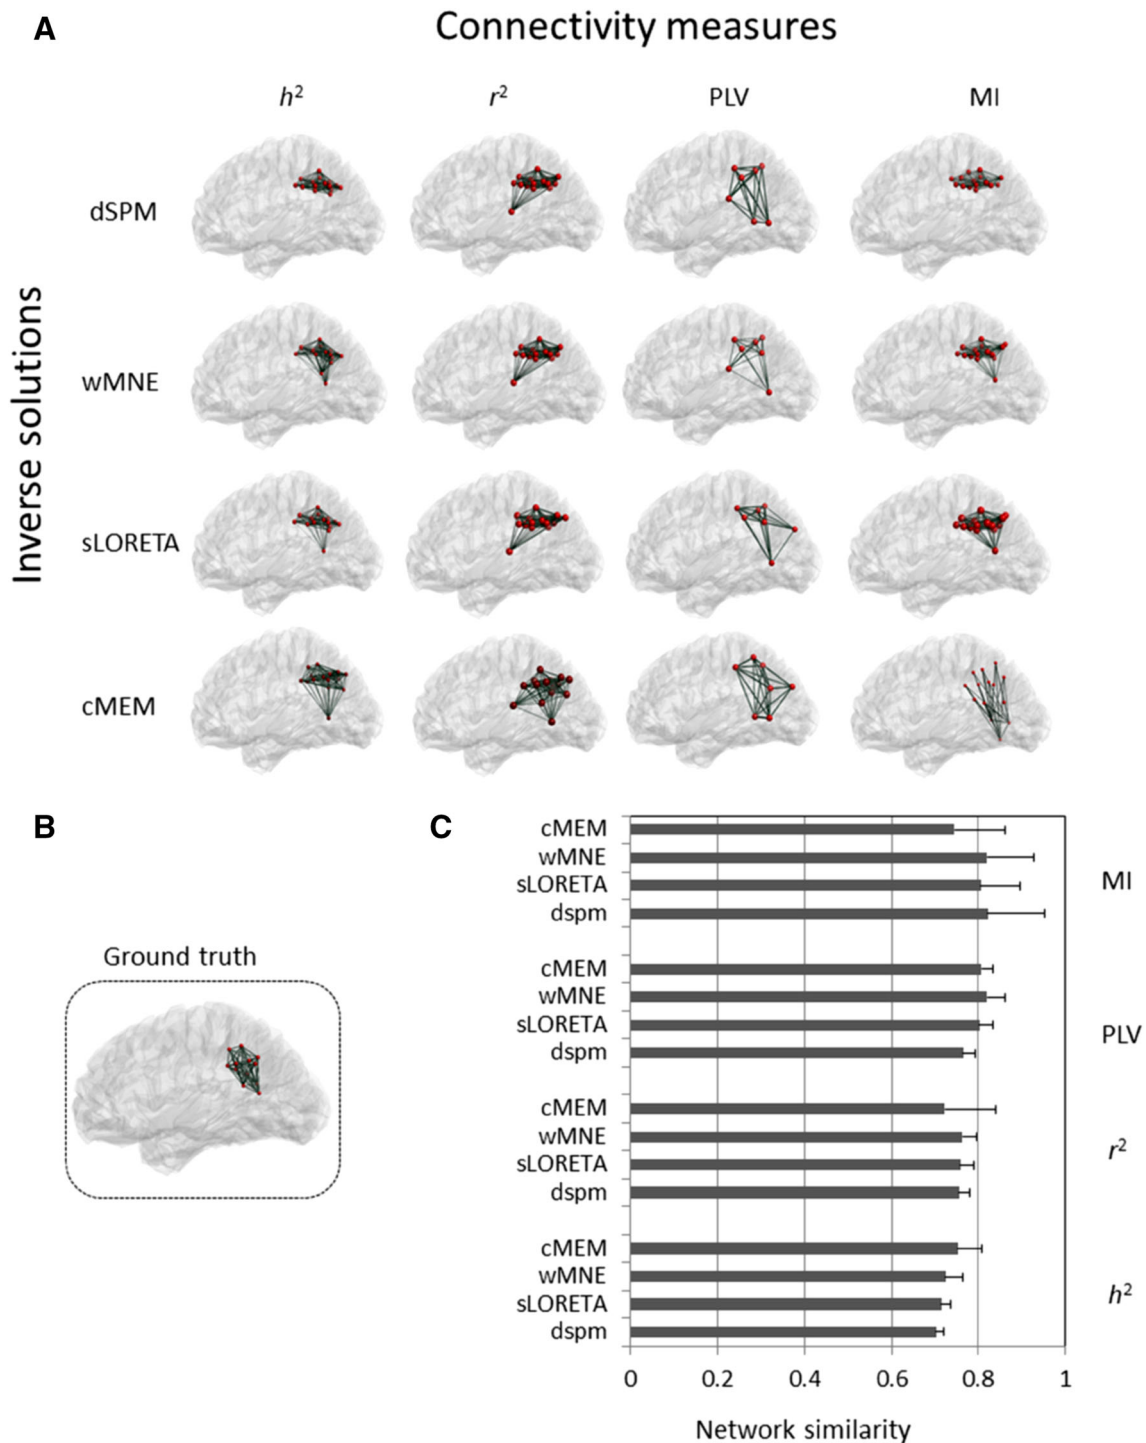 A
Connectivity measures
h² r² PLV MI
Inverse solutions
dSPM
wMNE
sLORETA
cMEM
B
Ground truth
C
cMEM
wMNE
sLORETA
dspm
MI
cMEM
wMNE
sLORETA
dspm
PLV
cMEM
wMNE
sLORETA
dspm
r²
cMEM
wMNE
sLORETA
dspm
h²
0 0.2 0.4 0.6 0.8 1
Network similarity